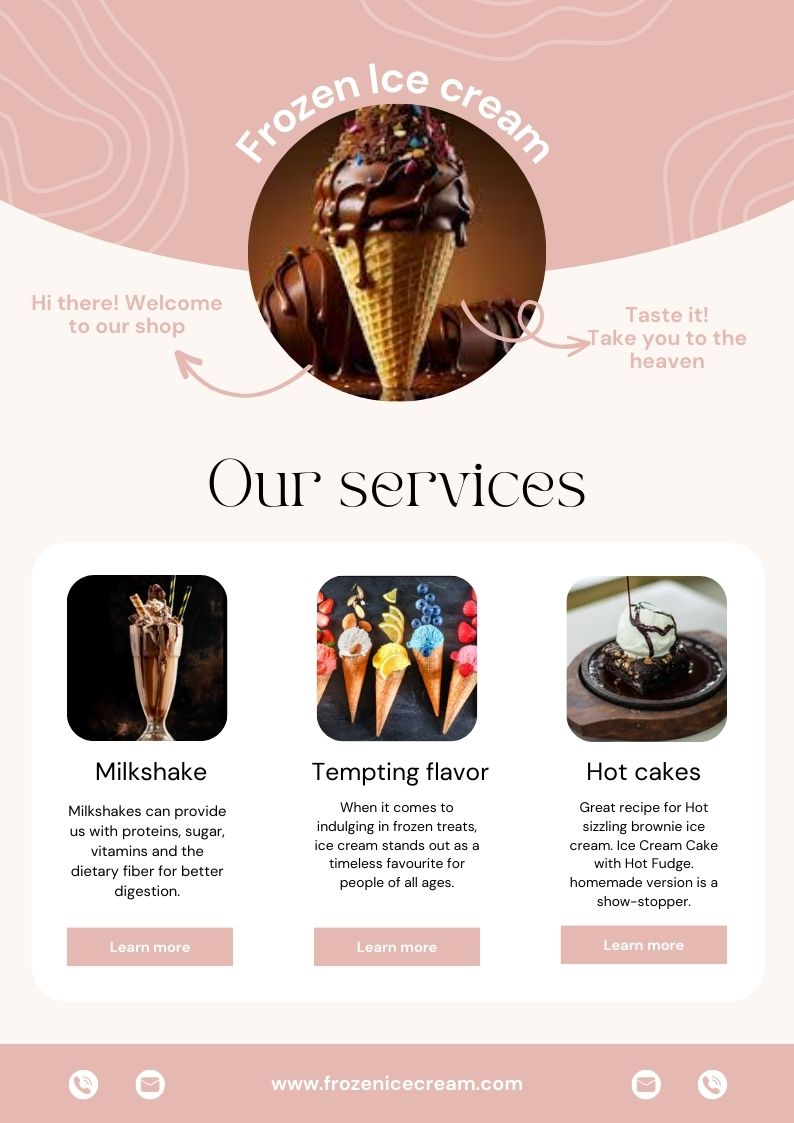 Frozen Ice cream
Hi there! Welcome
to our shop
Taste it!
Take you to the
heaven
Our services
Milkshake
Milkshakes can provide
us with proteins, sugar,
vitamins and the
dietary fiber for better
digestion.
Learn more
Tempting flavor
When it comes to
indulging in frozen treats,
ice cream stands out as a
timeless favourite for
people of all ages.
Learn more
Hot cakes
Great recipe for Hot
sizzling brownie ice
cream. Ice Cream Cake
with Hot Fudge.
homemade version is a
show-stopper.
Learn more
www.frozenicecream.com